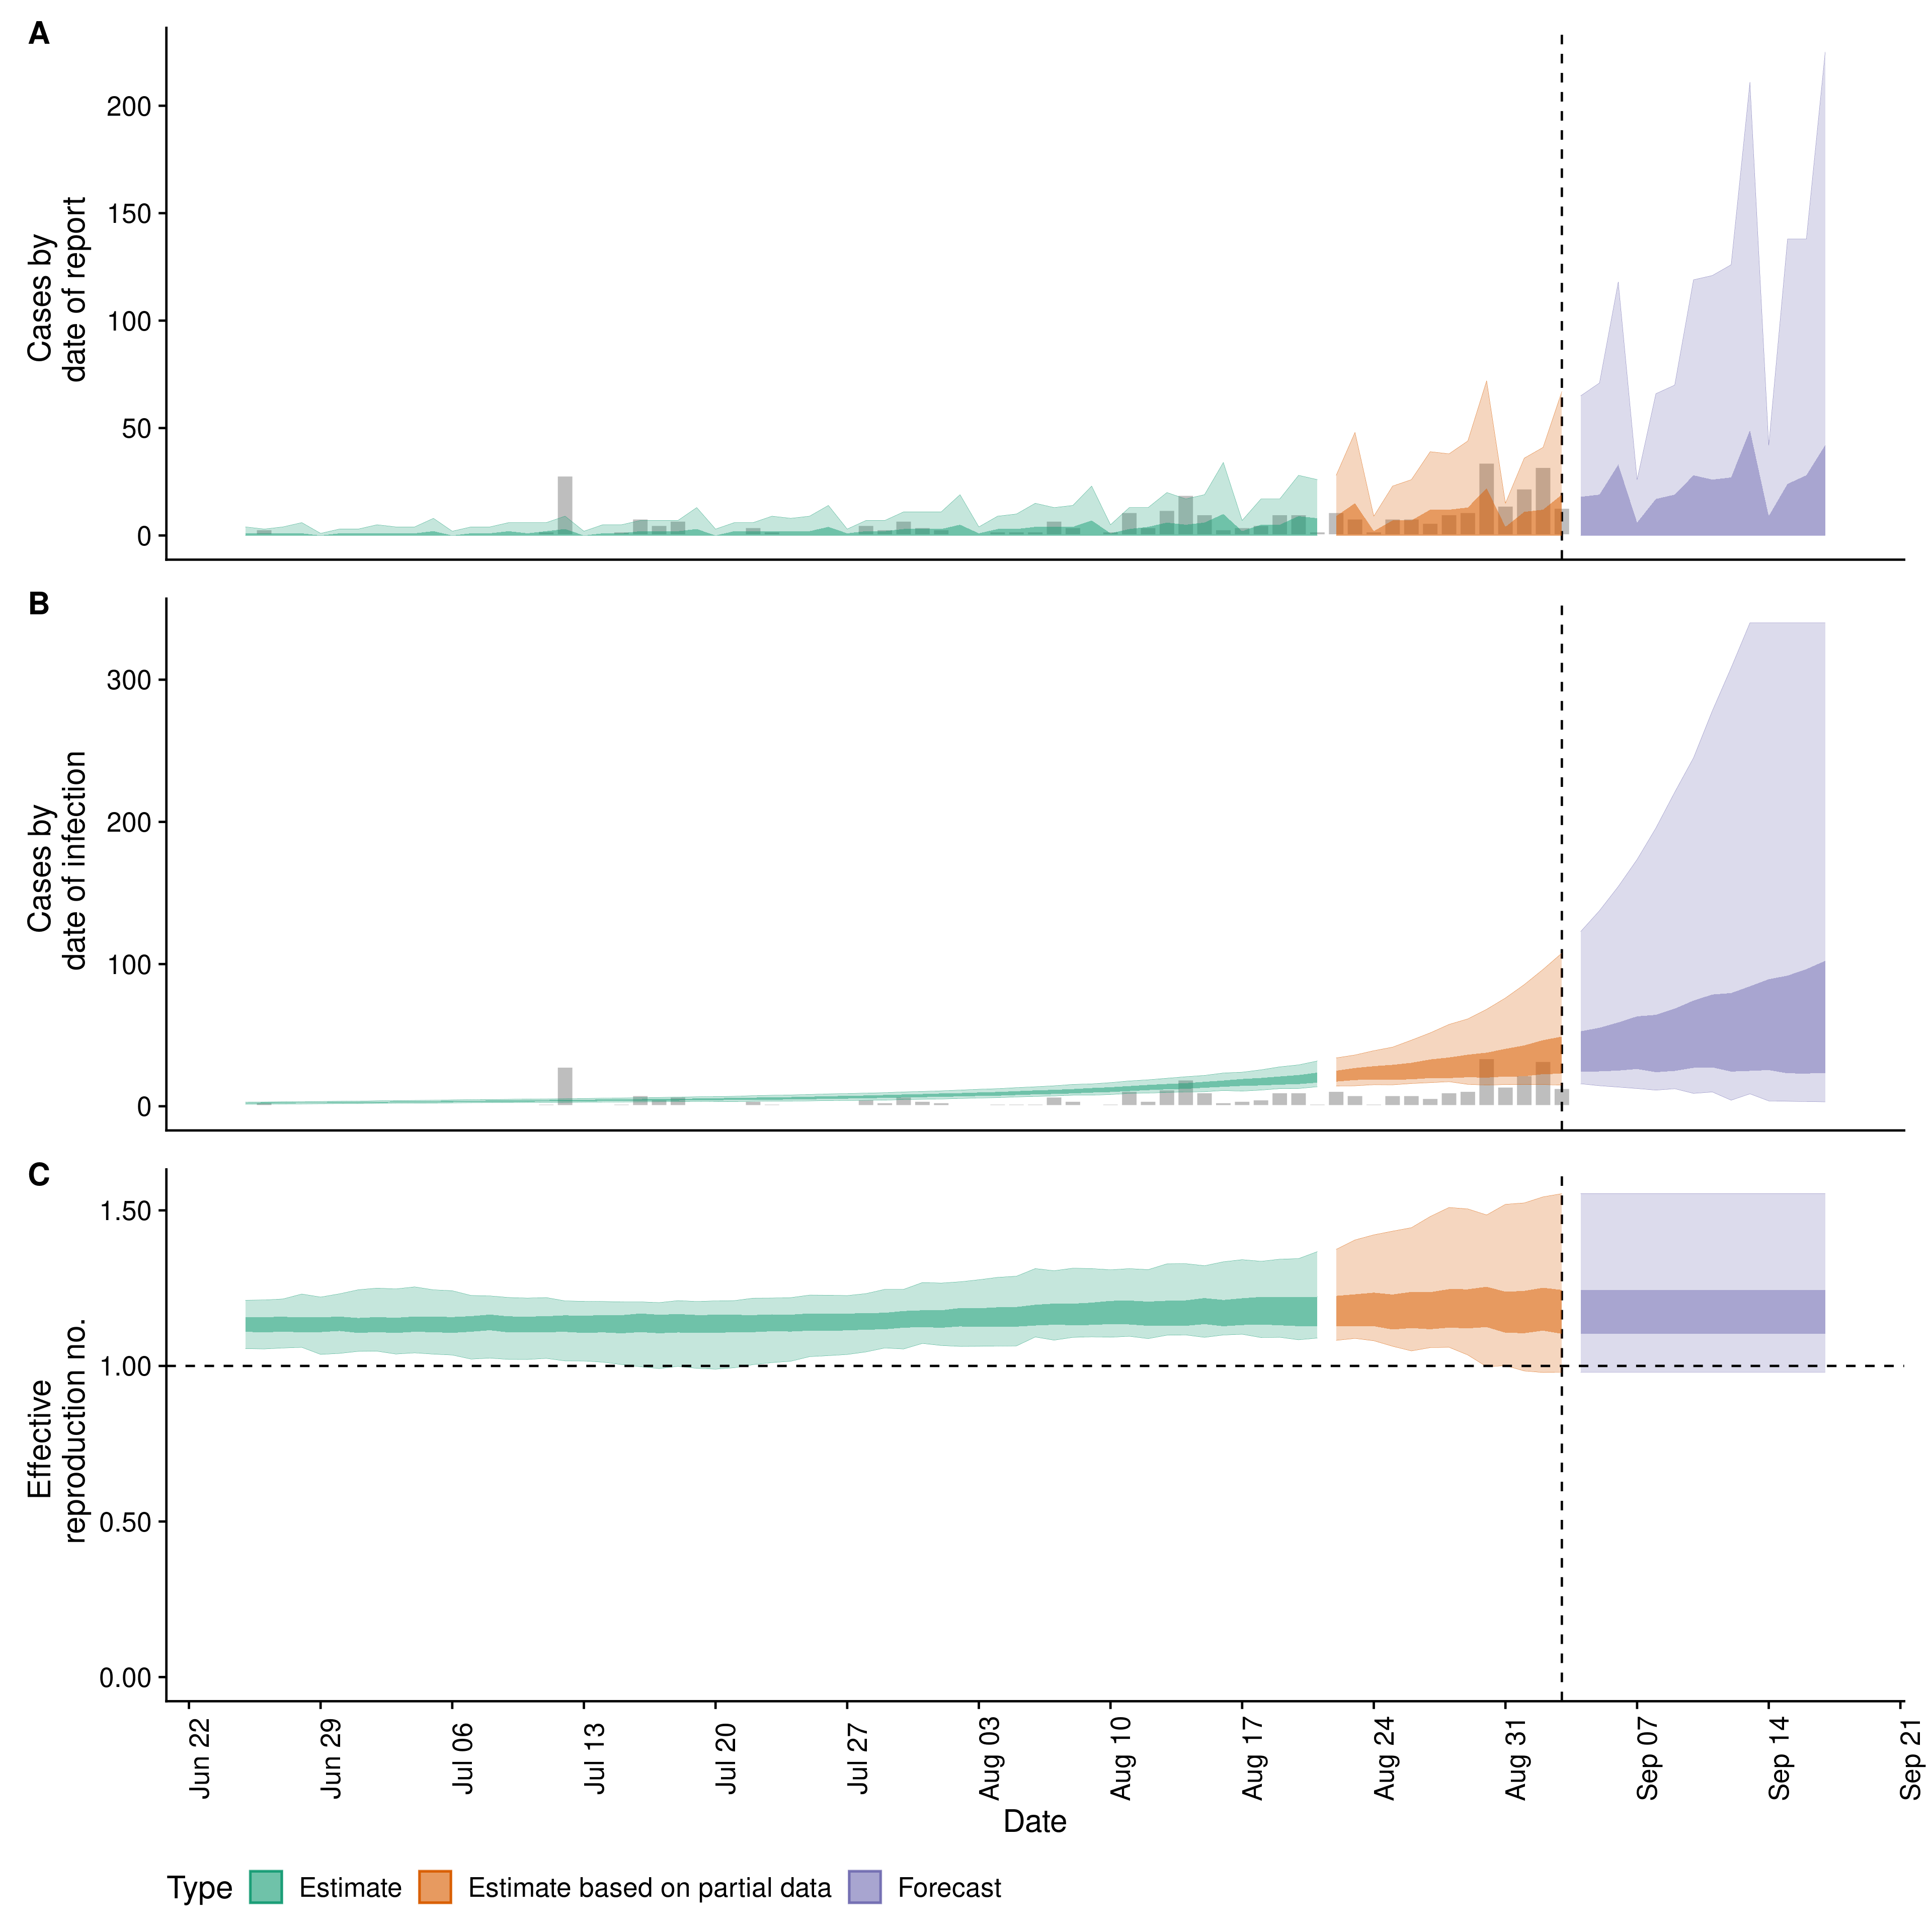 A
Cases by
date of report
200
150
100
50
0
B
Cases by
date of infection
300
200
100
0
C
Effective
reproduction no.
1.50
1.00
0.50
0.00
Jun 22
Jun 29
Jul 06
Jul 13
Jul 20
Jul 27
Aug 03
Aug 10
Aug 17
Aug 24
Aug 31
Sep 07
Sep 14
Sep 21
Date
Type Estimate Estimate based on partial data Forecast